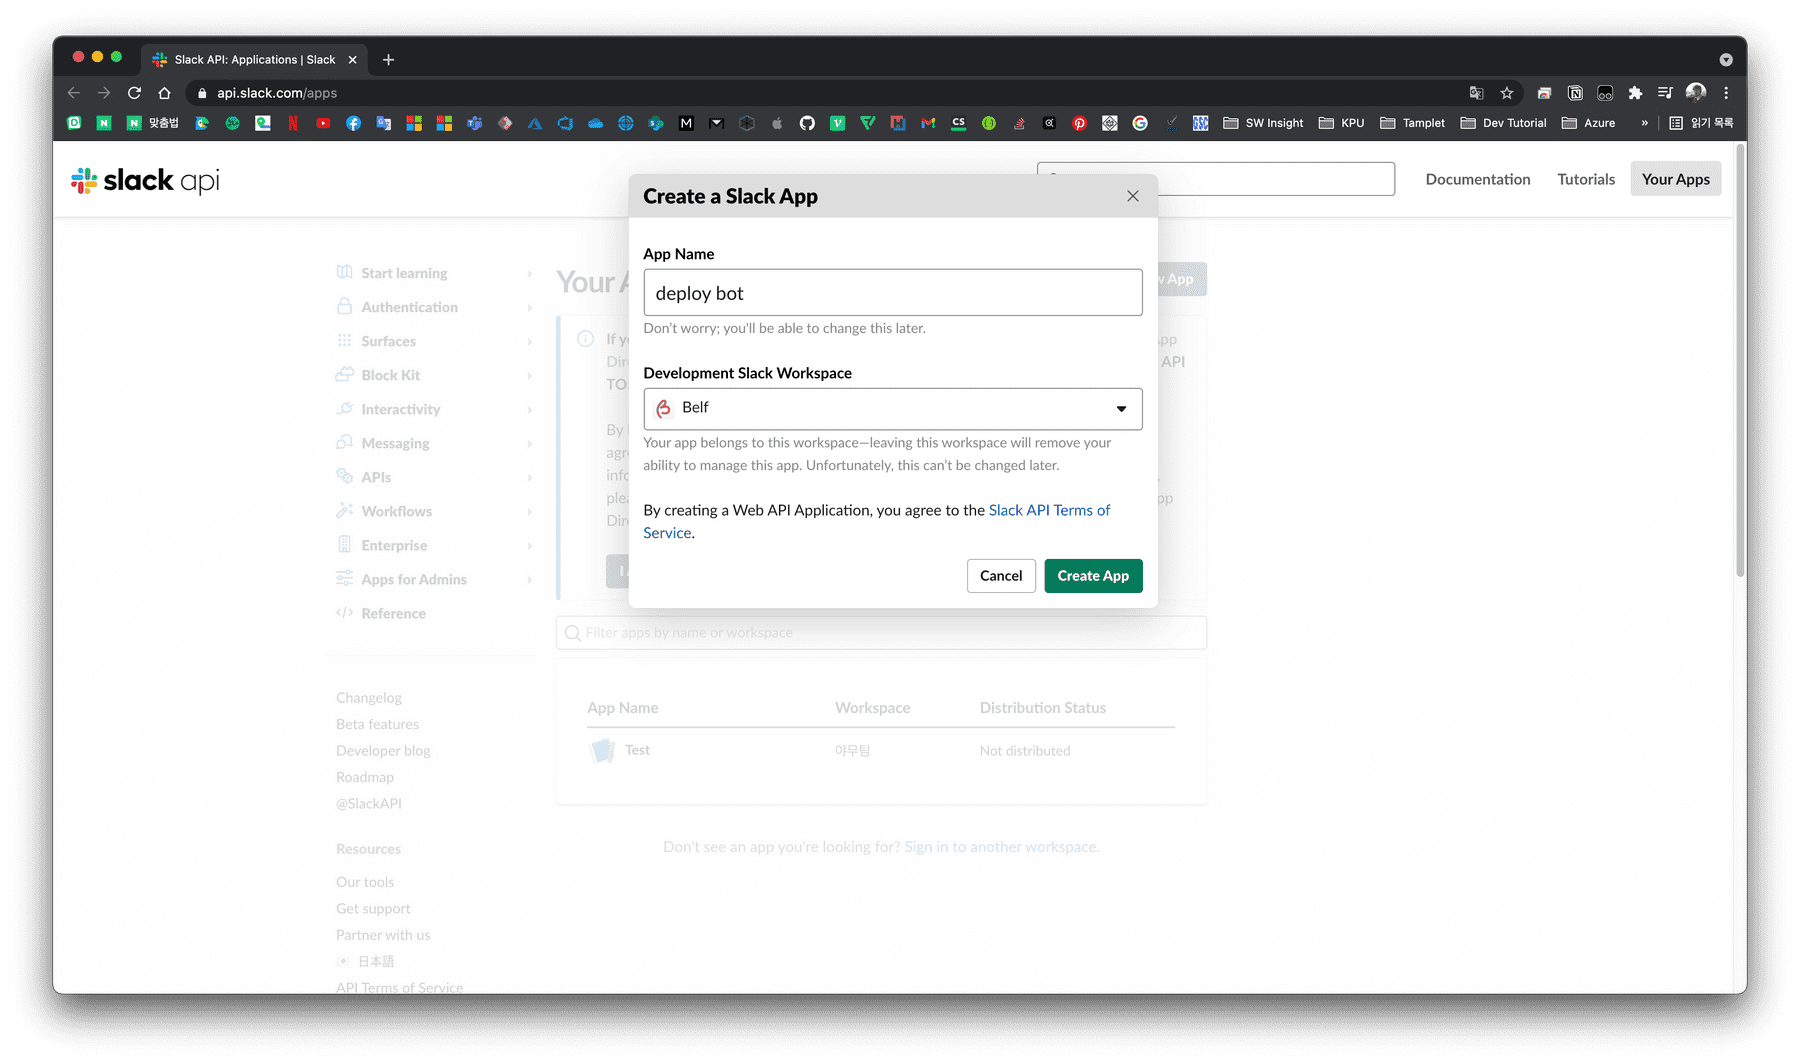 Slack API: Applications | Slack
api.slack.com/apps
맞춤법
SW Insight
KPU
Tamplet
Dev Tutorial
Azure
»
읽기 목록
slack api
Documentation
Tutorials
Your Apps
Create a Slack App
App Name
deploy bot
Don't worry; you'll be able to change this later.
Development Slack Workspace
Belf
Your app belongs to this workspace—leaving this workspace will remove your
ability to manage this app. Unfortunately, this can't be changed later.
By creating a Web API Application, you agree to the Slack API Terms of
Service.
Cancel
Create App
Start learning
Authentication
Surfaces
Block Kit
Interactivity
Messaging
APIs
Workflows
Enterprise
Apps for Admins
Reference
Changelog
Beta features
Developer blog
Roadmap
@SlackAPI
Resources
Our tools
Get support
Partner with us
日本語
API Terms of Service
Your
App
If
API
By
Filter apps by name or workspace
App Name
Workspace
Distribution Status
Test
야무팀
Not distributed
Don't see an app you're looking for? Sign in to another workspace.